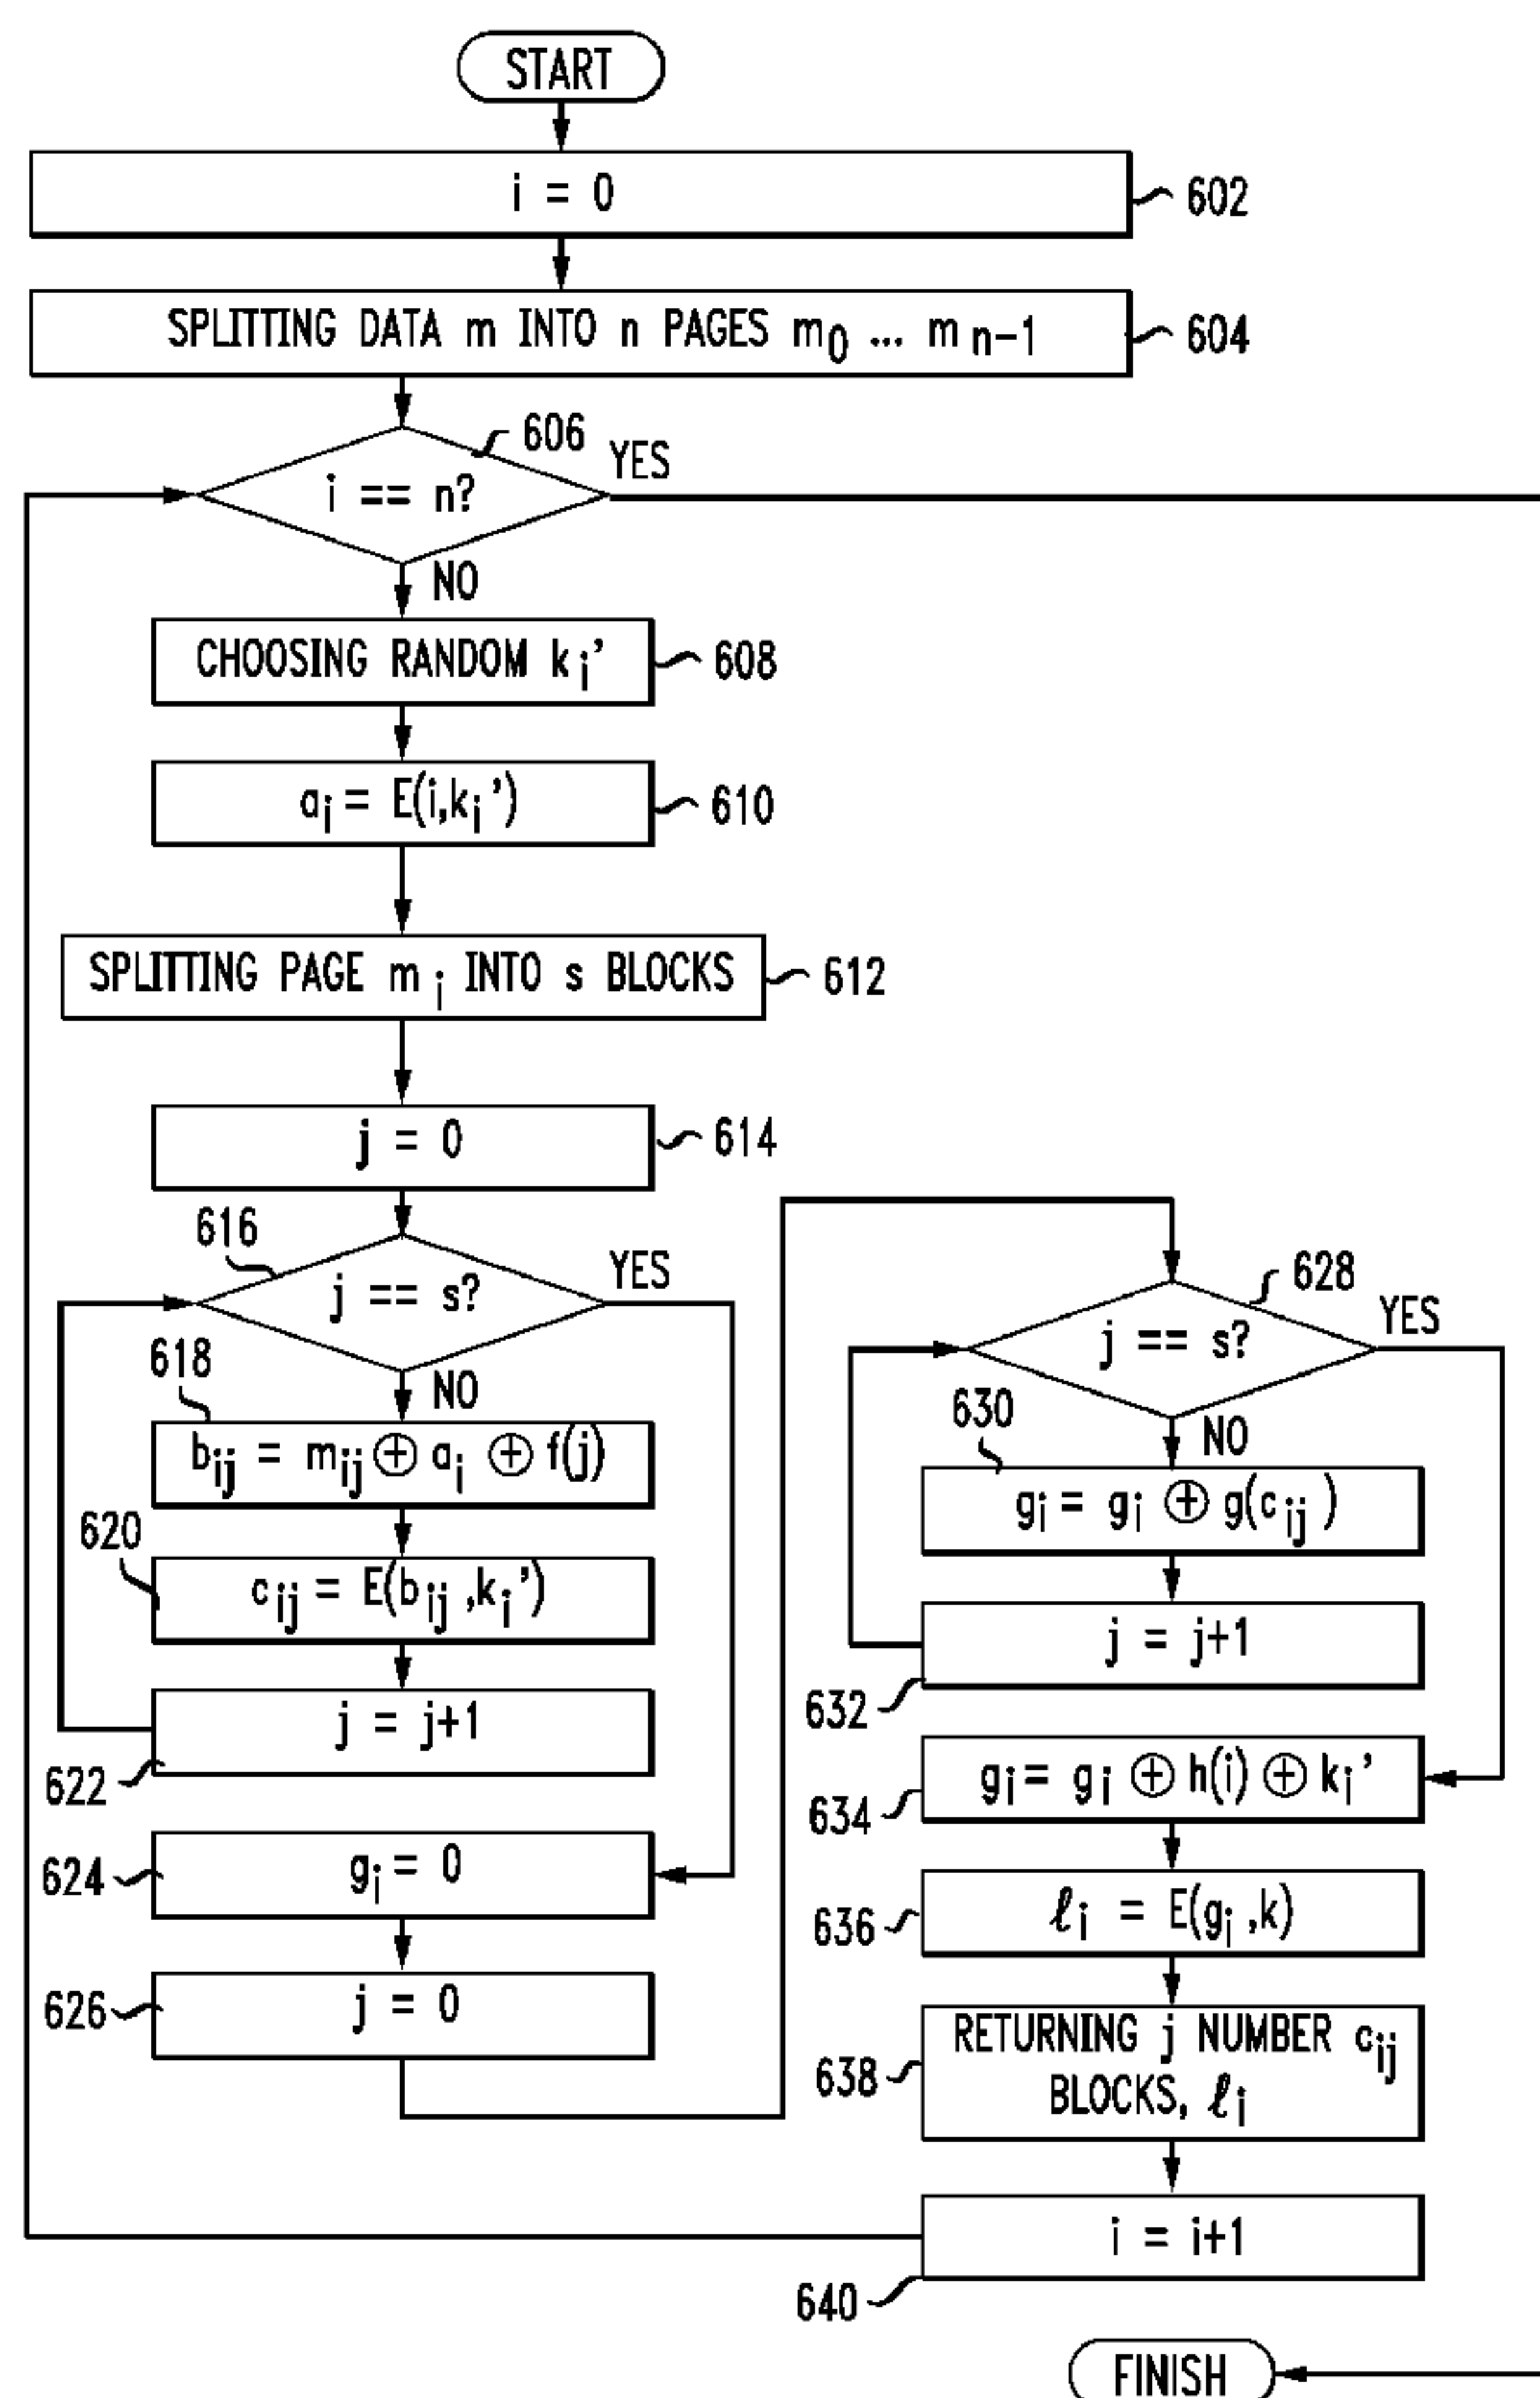 START
i = 0
602
SPLITTING DATA m INTO n PAGES m0 ... mn-1
604
606
i == n?
YES
NO
CHOOSING RANDOM ki'
608
ai = E(i,ki')
610
SPLITTING PAGE mi INTO s BLOCKS
612
j = 0
614
616
j == s?
YES
NO
618
bij = mij ⊕ ai ⊕ f(j)
620
cij = E(bij,ki')
j = j+1
622
gi = 0
624
j = 0
626
628
j == s?
YES
NO
630
gi = gi ⊕ g(cij)
j = j+1
632
gi = gi ⊕ h(i) ⊕ ki'
634
ℓi = E(gi,k)
636
RETURNING j NUMBER cij
BLOCKS, ℓi
638
i = i+1
640
FINISH